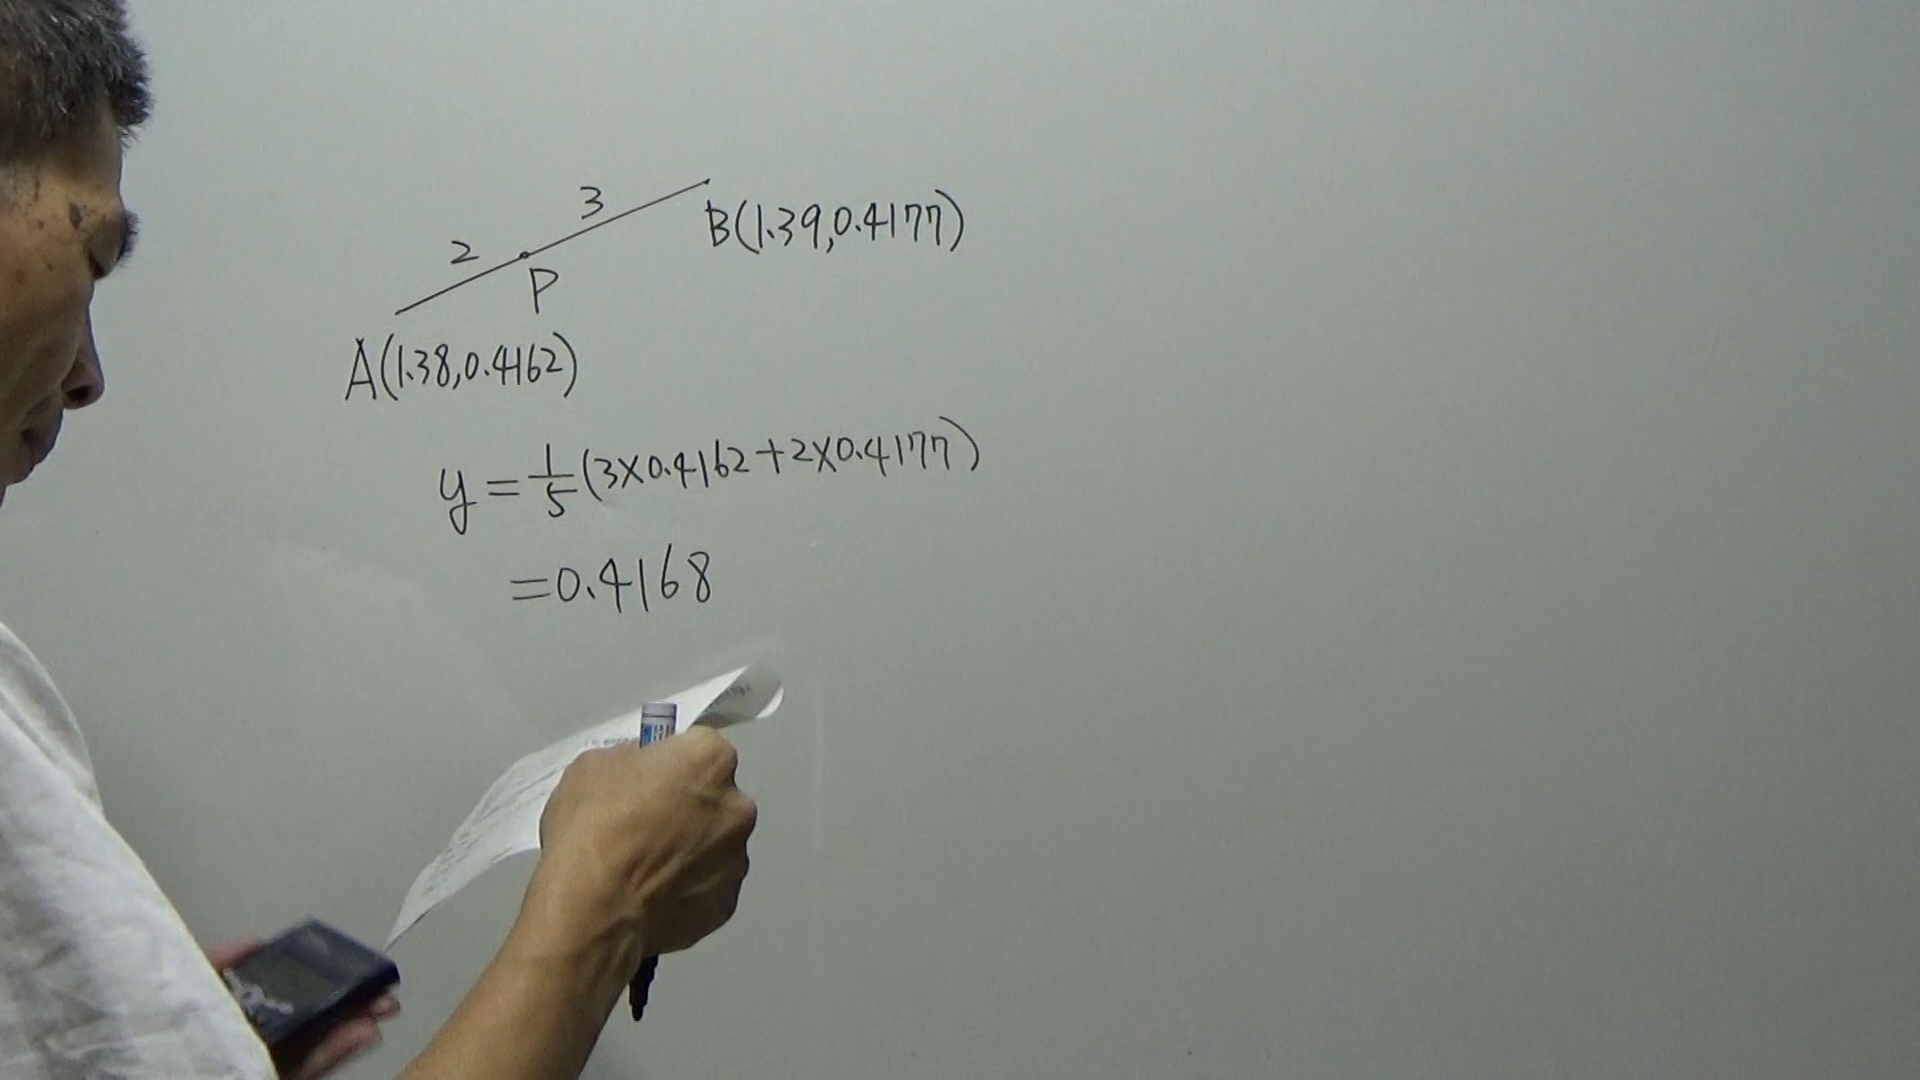 3
B(1.39,0.4177)
2
P
A(1.38,0.4162)
y=1/5(3×0.4162+2×0.4177)
=0.4168